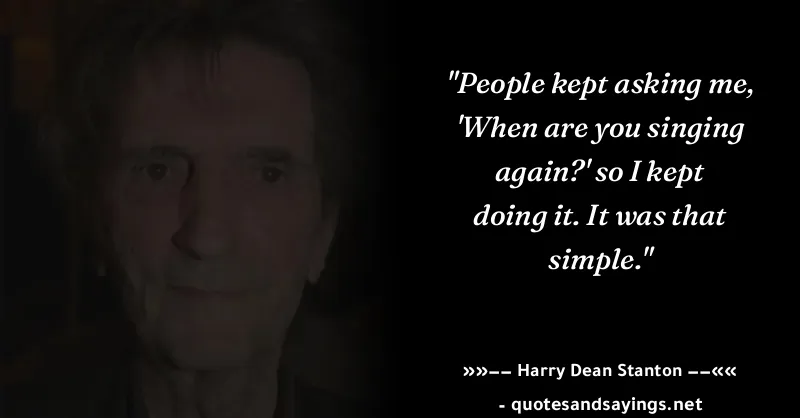 "People kept asking me,
'When are you singing
again?' so I kept
doing it. It was that
simple."
»»—— Harry Dean Stanton ——««
- quotesandsayings.net